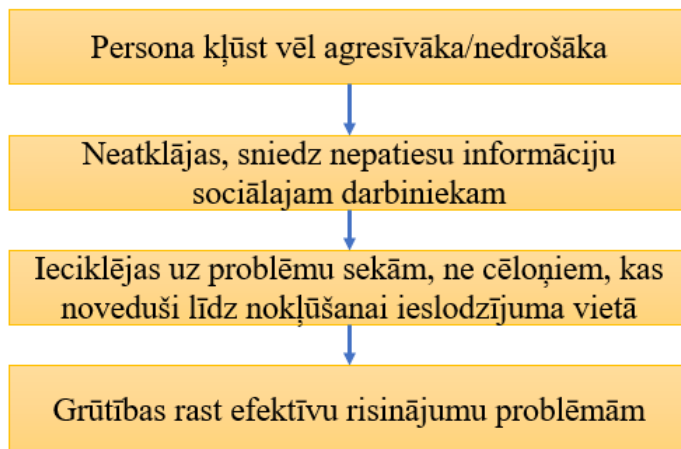 Persona kļūst vēl agresīvāka/nedrošāka
Neatklājas, sniedz nepatiesu informāciju
sociālajam darbiniekam
Ieciklējas uz problēmu sekām, ne cēloņiem, kas
noveduši līdz nokļūšanai ieslodzījuma vietā
Grūtības rast efektīvu risinājumu problēmām